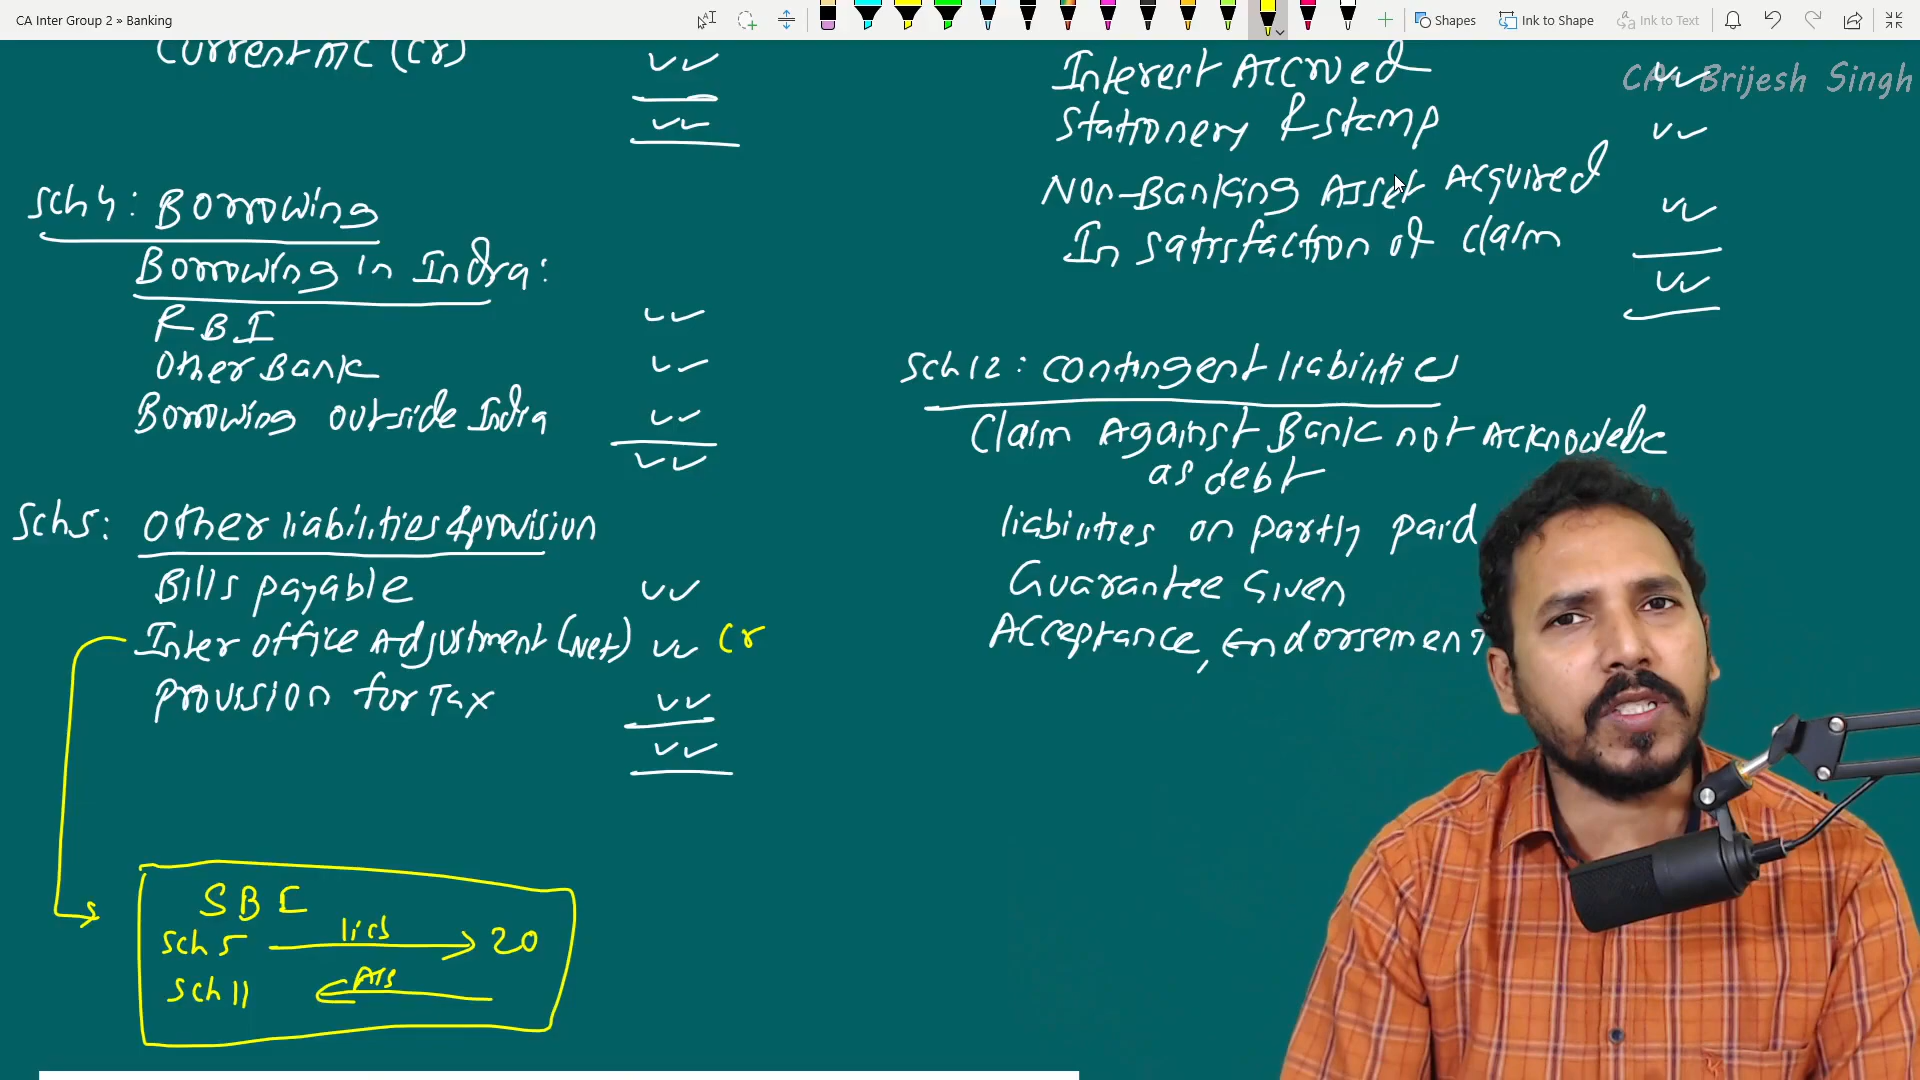 CA Inter Group 2 » Banking
Shapes
Ink to Shape
Ink to Text
Current A/C (Cr)
Sch 4: Borrowing
Borrowing in India:
RBI
Other Bank
Borrowing outside India
Sch 5: Other liabilities & provision
Bills payable
Inter office Adjustment (Net) Cr
Provision for Tax
SBI
Sch 5 20
Sch 11
CA Brijesh Singh
Interest Accrued
Stationery & stamp
Non-Banking Asset Acquired
In satisfaction of claim
Sch 12: Contingent liabilities
Claim Against Bank not Acknowledge
as debt
liabilities on partly paid
Guarantee Given
Acceptance, Endorsement